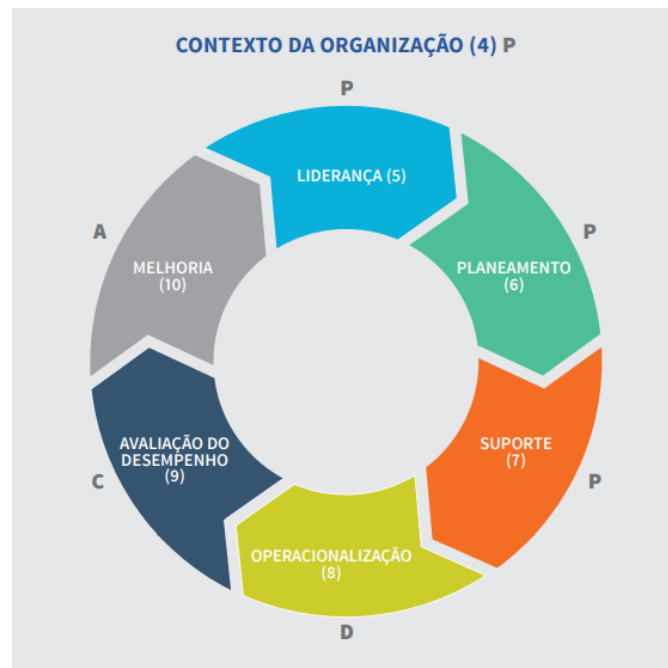 CONTEXTO DA ORGANIZAÇÃO (4) P
P
LIDERANÇA (5)
P
PLANEAMENTO
(6)
SUPORTE
(7)
P
OPERACIONALIZAÇÃO
(8)
D
AVALIAÇÃO DO
DESEMPENHO
(9)
C
MELHORIA
(10)
A